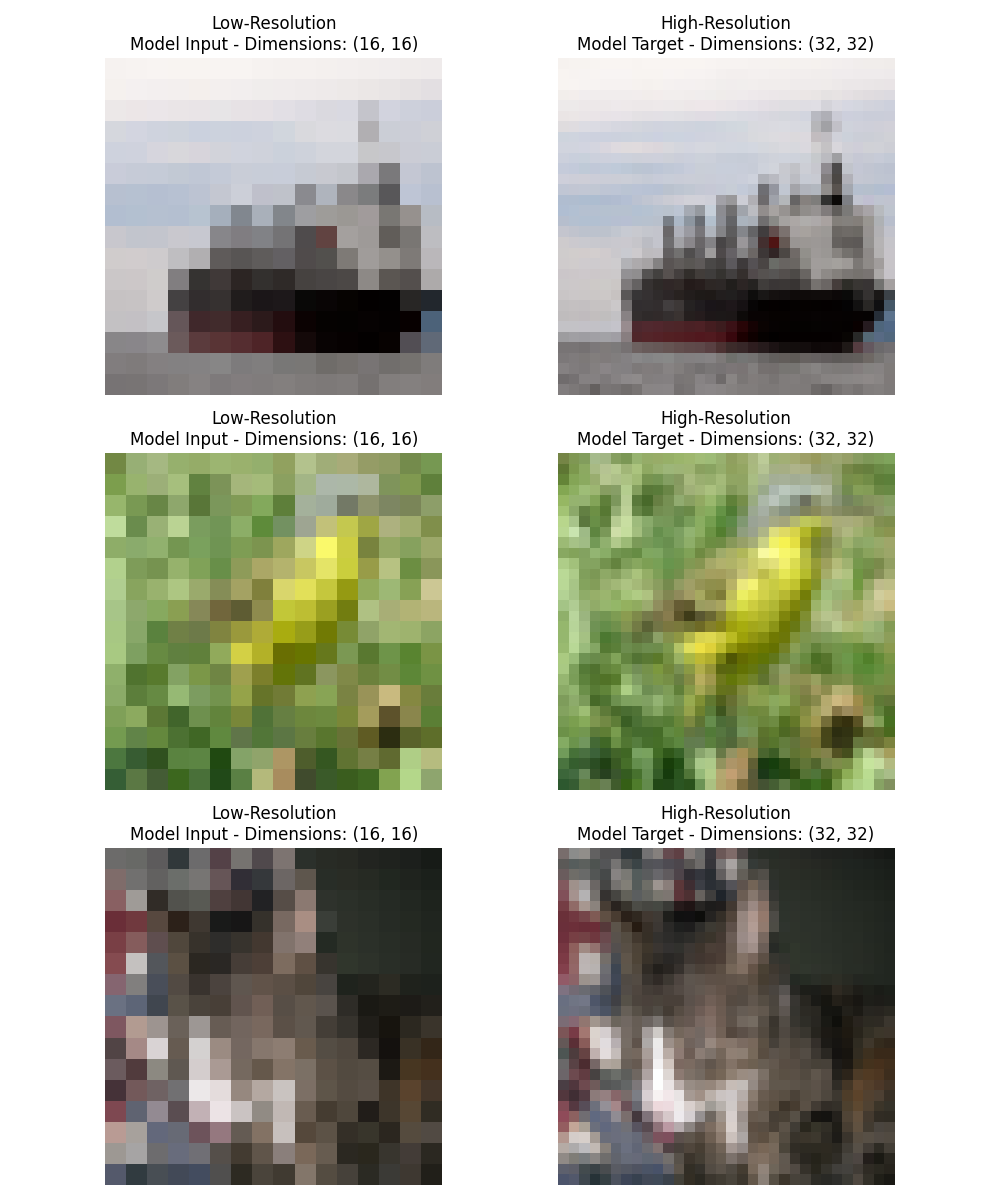 Low-Resolution
Model Input - Dimensions: (16, 16)
High-Resolution
Model Target - Dimensions: (32, 32)
Low-Resolution
Model Input - Dimensions: (16, 16)
High-Resolution
Model Target - Dimensions: (32, 32)
Low-Resolution
Model Input - Dimensions: (16, 16)
High-Resolution
Model Target - Dimensions: (32, 32)